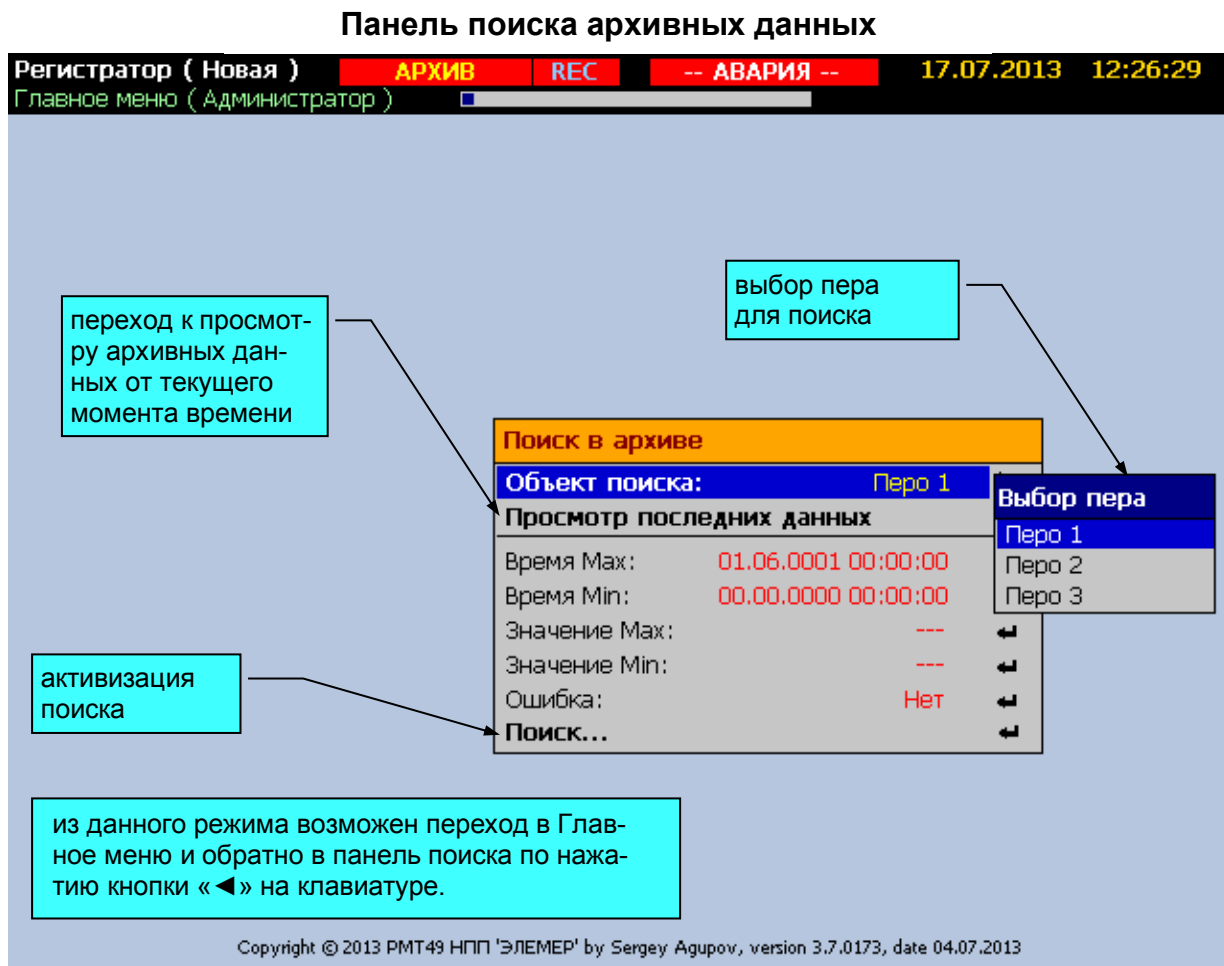 Панель поиска архивных данных
Регистратор ( Новая ) АРХИВ REC -- АВАРИЯ -- 17.07.2013 12:26:29
Главное меню ( Администратор )
выбор пера
для поиска
переход к просмот-
ру архивных дан-
ных от текущего
момента времени
Поиск в архиве
Объект поиска: Перо 1
Просмотр последних данных
Выбор пера
Перо 1
Перо 2
Перо 3
Время Max: 01.06.0001 00:00:00
Время Min: 00.00.0000 00:00:00
Значение Max: ---
Значение Min: ---
Ошибка: Нет
Поиск...
активизация
поиска
из данного режима возможен переход в Глав-
ное меню и обратно в панель поиска по нажа-
тию кнопки «◄» на клавиатуре.
Copyright © 2013 РМТ49 НПП 'ЭЛЕМЕР' by Sergey Agupov, version 3.7.0173, date 04.07.2013